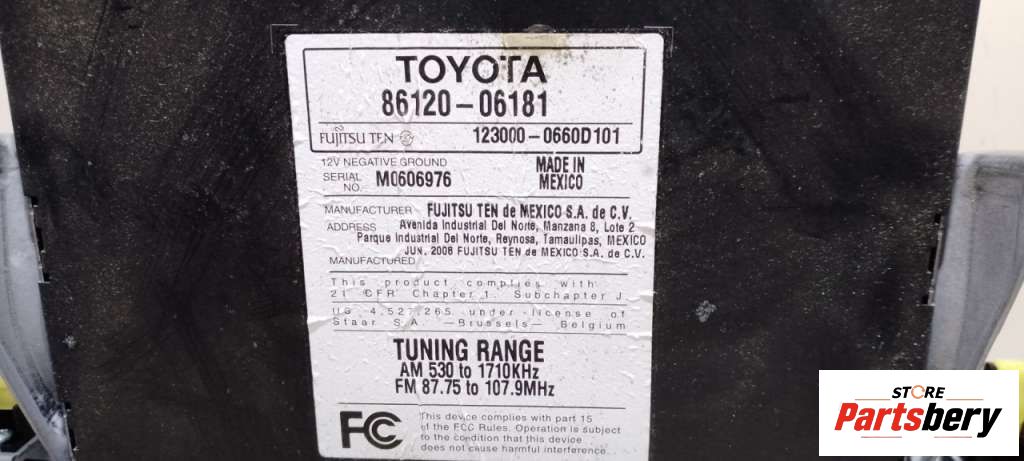 TOYOTA
86120-06181
FUJITSU TEN 123000-0660D101
12V NEGATIVE GROUND MADE IN
SERIAL NO. M0606976 MEXICO
MANUFACTURER FUJITSU TEN de MEXICO S.A. de C.V.
ADDRESS Avenida Industrial Del Norte, Manzana 8, Lote 2
Parque Industrial Del Norte, Reynosa, Tamaulipas, MEXICO
JUN. 2008 FUJITSU TEN de MEXICO S.A. de C.V.
MANUFACTURED
This product complies with
21 CFR Chapter 1. Subchapter J.
US 4.527.265 under license of
Staar S.A. —Brussels— Belgium
TUNING RANGE
AM 530 to 1710KHz
FM 87.75 to 107.9MHz
FC This device complies with part 15
of the FCC Rules. Operation is subject
to the condition that this device
does not cause harmful interference.
STORE
Partsbery